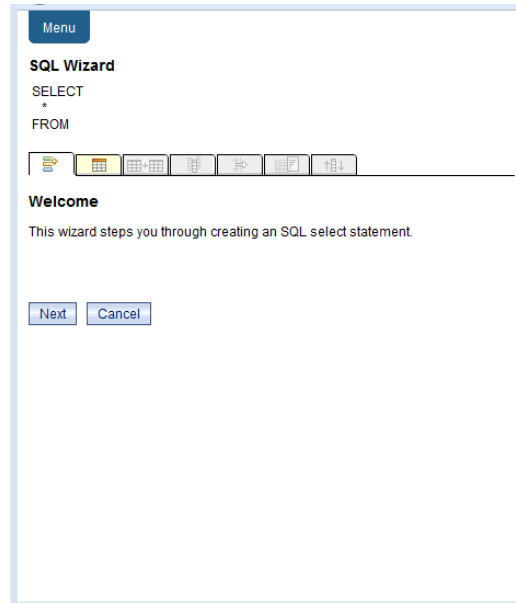 Menu
SQL Wizard
SELECT
*
FROM
Welcome
This wizard steps you through creating an SQL select statement.
Next Cancel